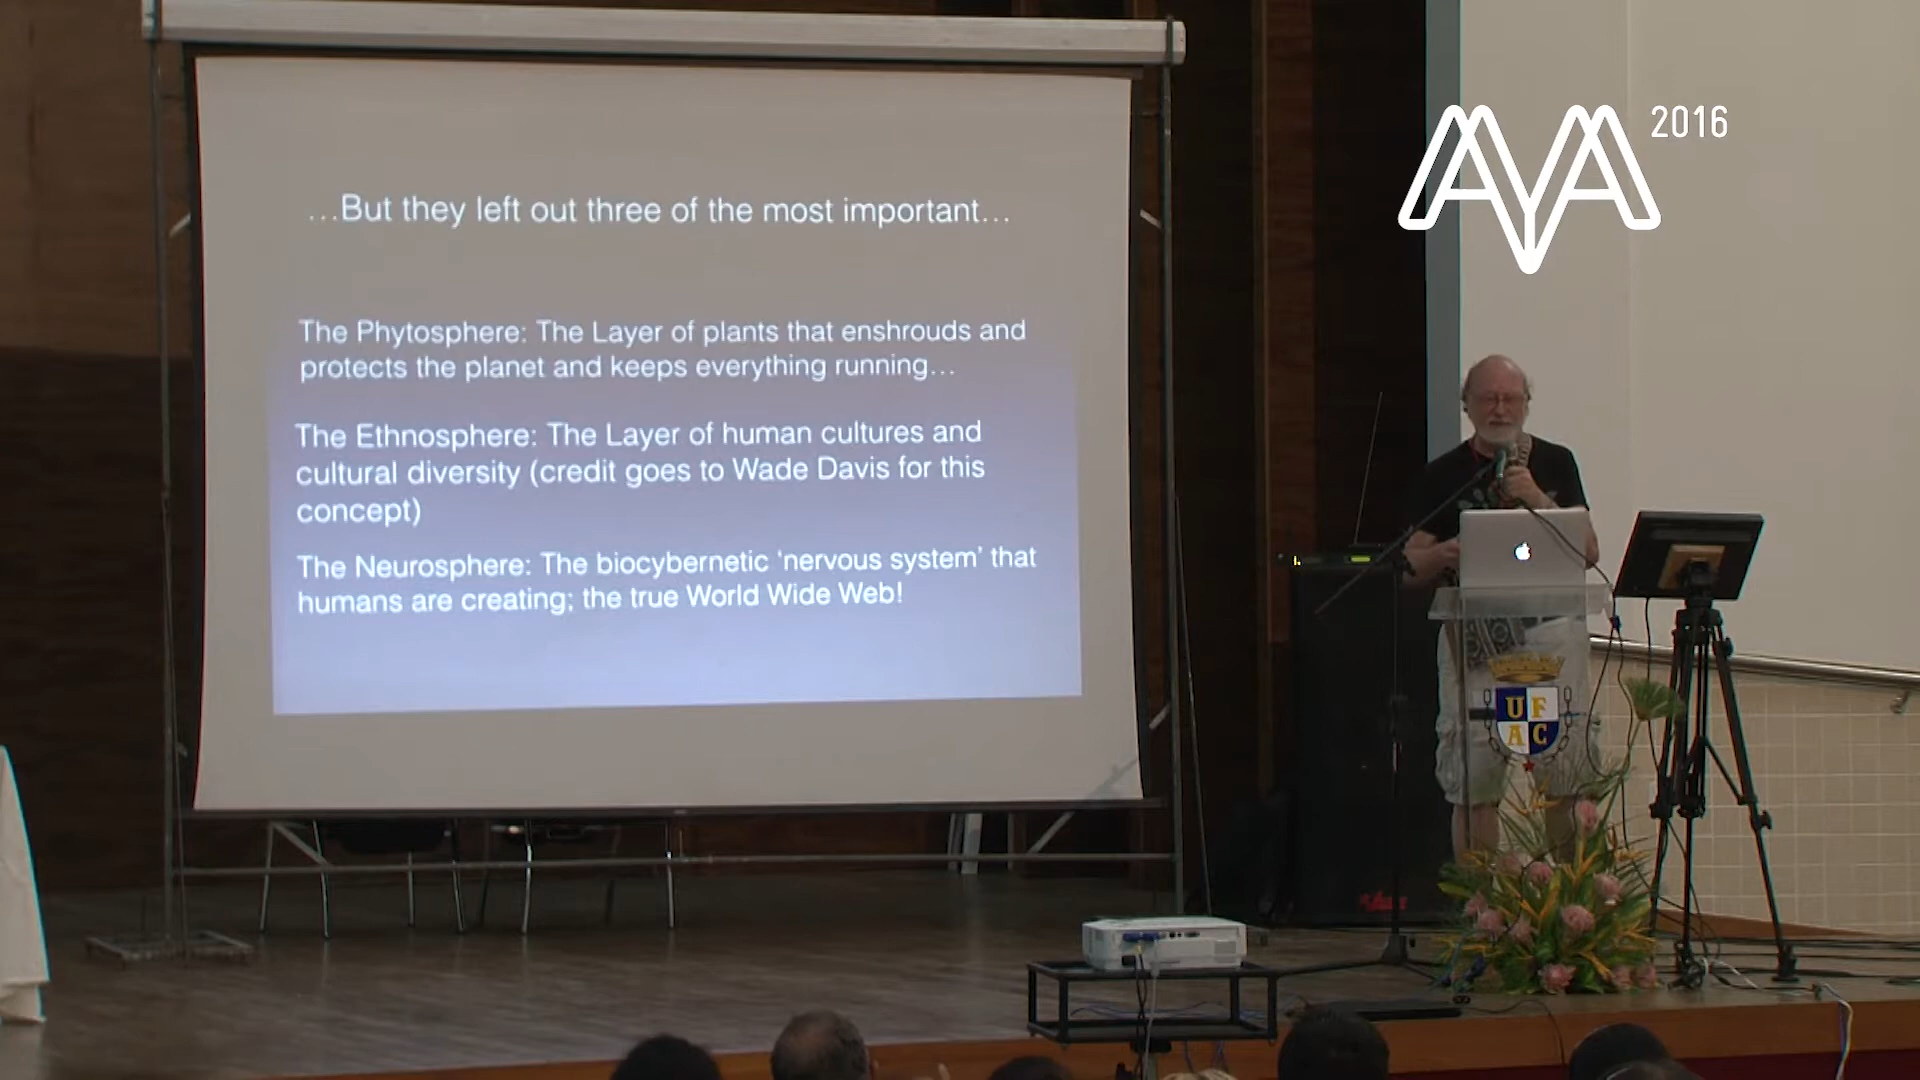 AYA 2016
...But they left out three of the most important...
The Phytosphere: The Layer of plants that enshrouds and
protects the planet and keeps everything running...
The Ethnosphere: The Layer of human cultures and
cultural diversity (credit goes to Wade Davis for this
concept)
The Neurosphere: The biocybernetic ‘nervous system’ that
humans are creating; the true World Wide Web!
UF
AC